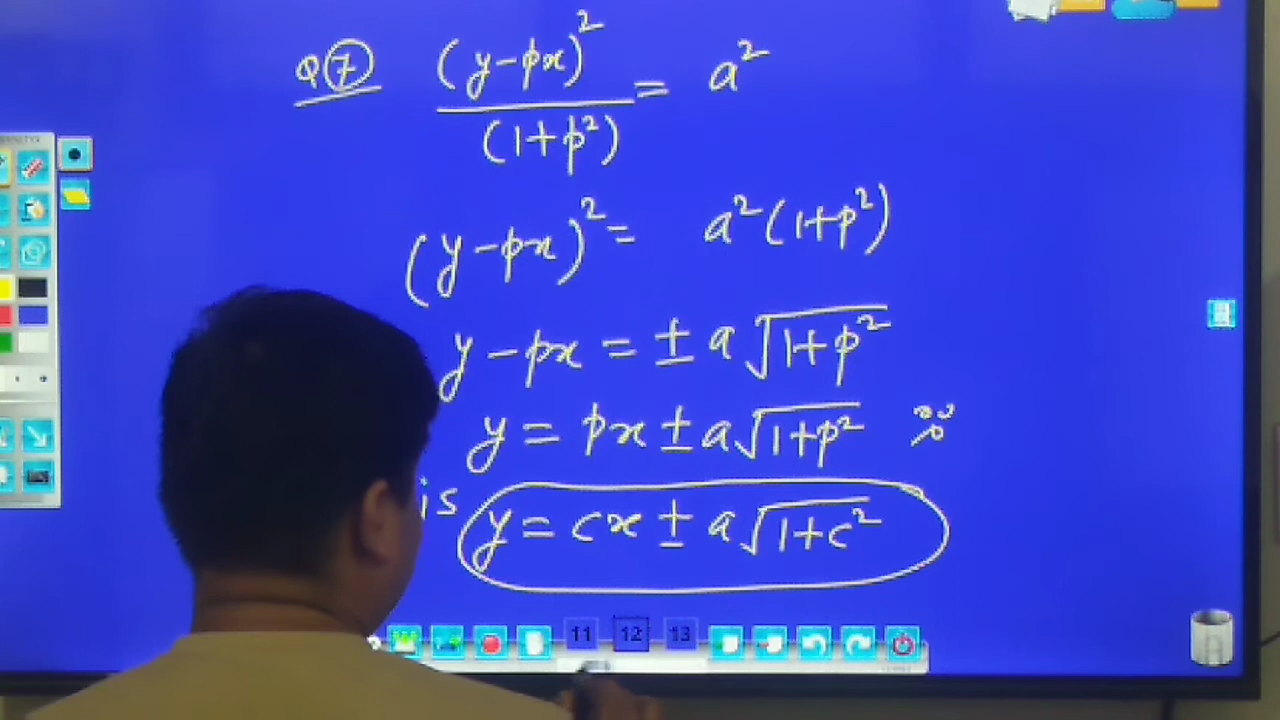 Q⑦ (y-px)²/(1+p²) = a²
(y-px)² = a²(1+p²)
y-px = ±a√1+p²
y = px ± a√1+p²
is y = cx ± a√1+c²
11 12 13